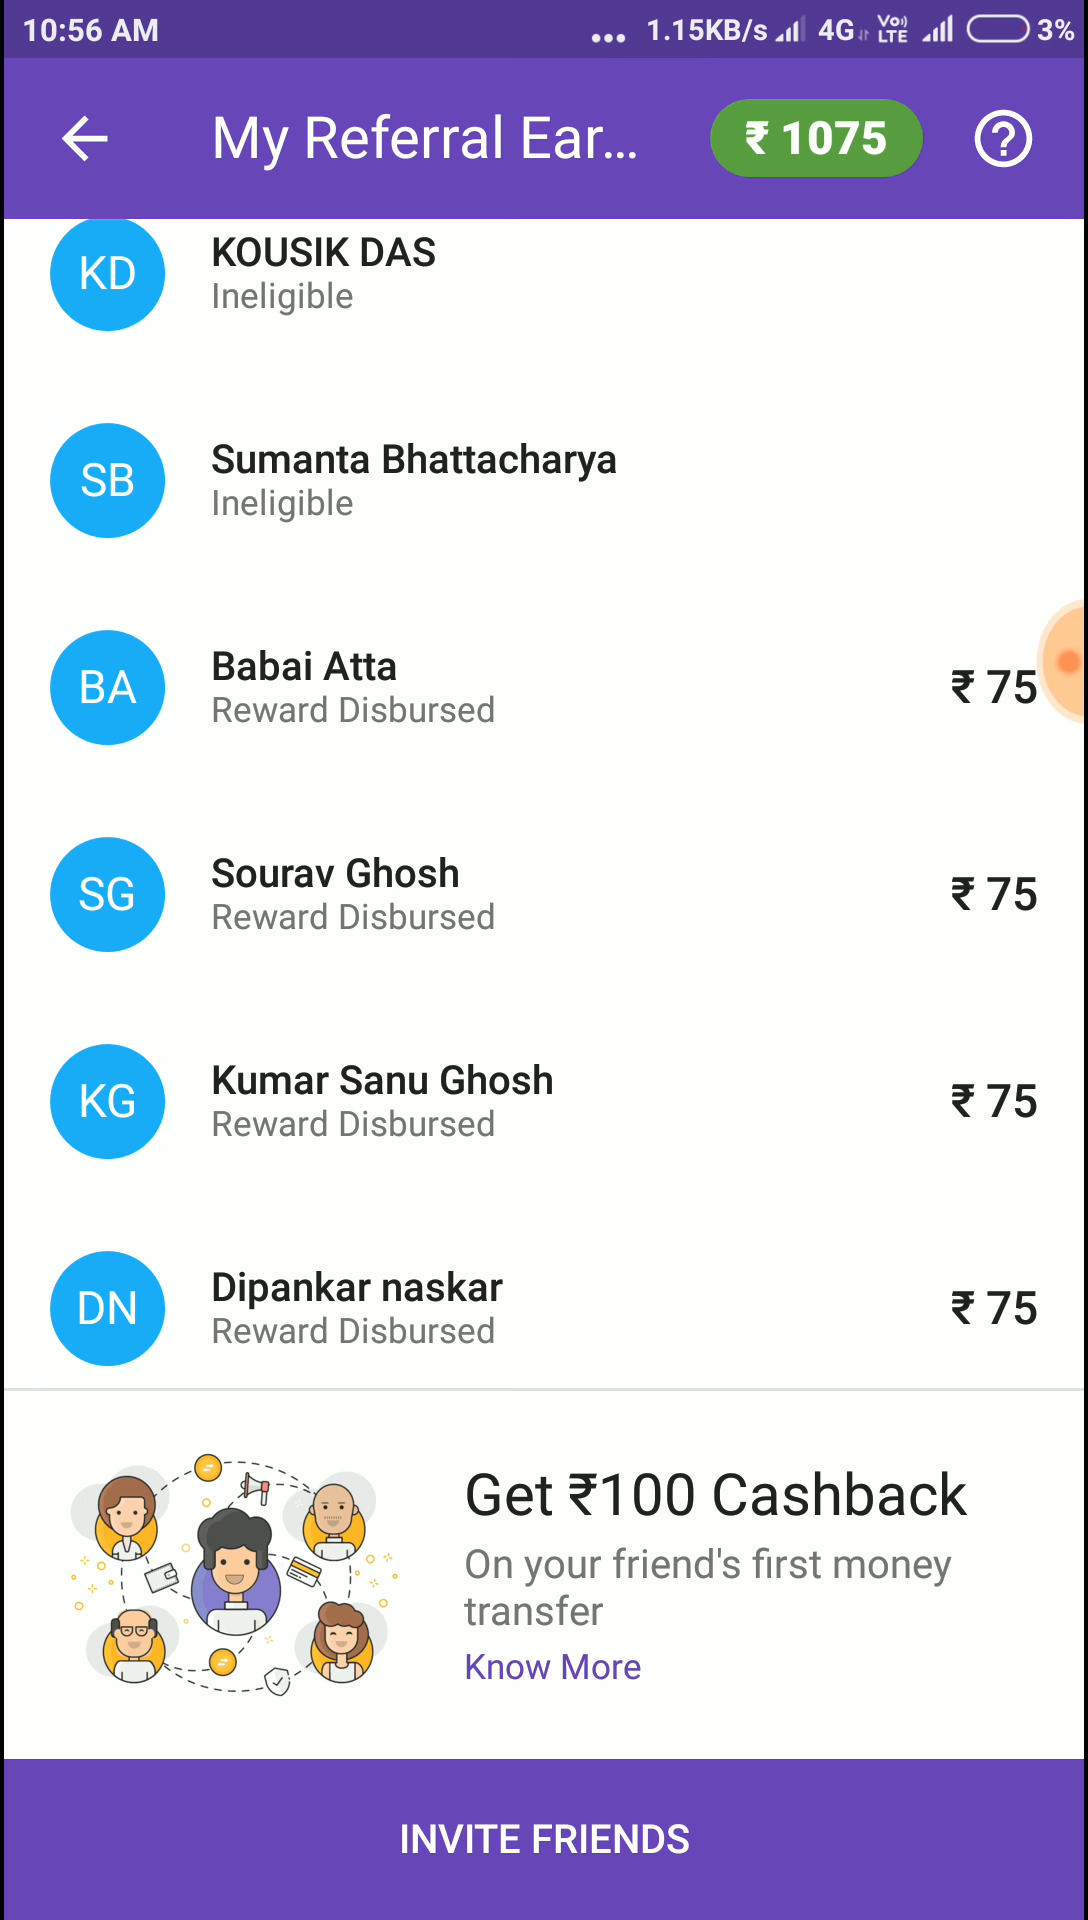 10:56 AM ... 1.15KB/s 4G VoLTE 3%
My Referral Ear... ₹ 1075 ?
KD KOUSIK DAS
Ineligible
SB Sumanta Bhattacharya
Ineligible
BA Babai Atta ₹ 75
Reward Disbursed
SG Sourav Ghosh ₹ 75
Reward Disbursed
KG Kumar Sanu Ghosh ₹ 75
Reward Disbursed
DN Dipankar naskar ₹ 75
Reward Disbursed
Get ₹100 Cashback
On your friend's first money
transfer
Know More
INVITE FRIENDS